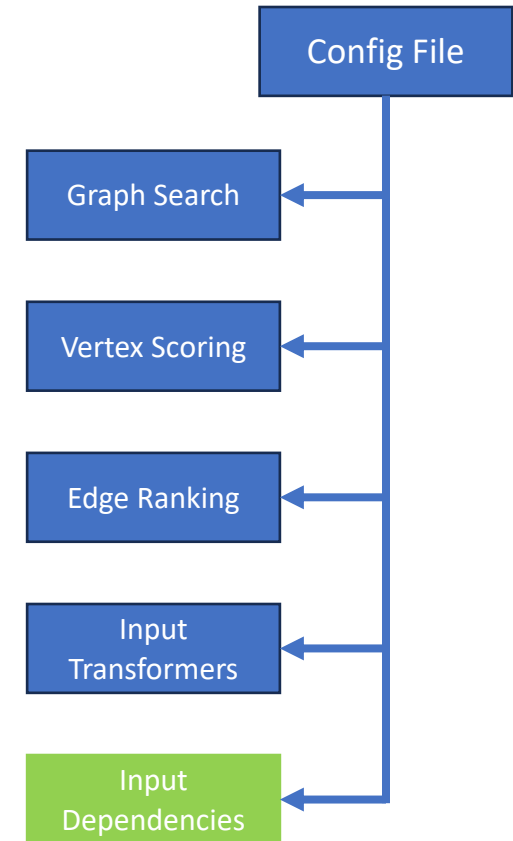 Config File
Graph Search
Vertex Scoring
Edge Ranking
Input
Transformers
Input
Dependencies